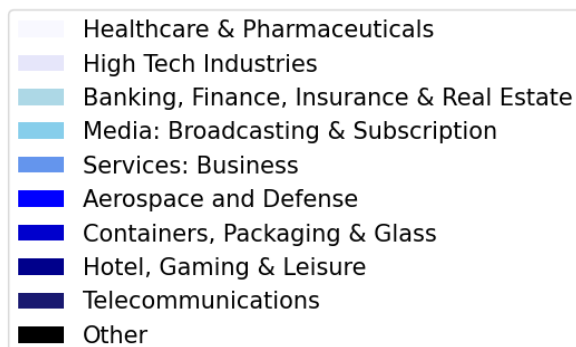 Healthcare & Pharmaceuticals
High Tech Industries
Banking, Finance, Insurance & Real Estate
Media: Broadcasting & Subscription
Services: Business
Aerospace and Defense
Containers, Packaging & Glass
Hotel, Gaming & Leisure
Telecommunications
Other